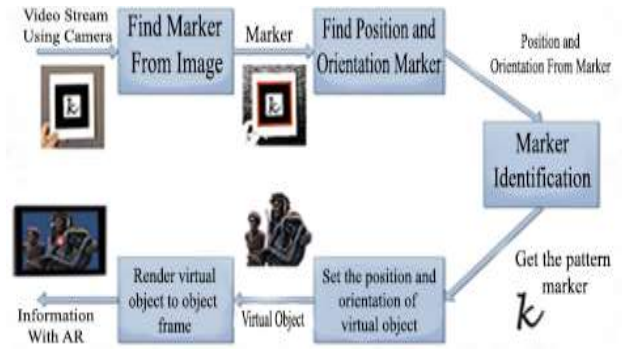 Video Stream
Using Camera
Find Marker
From Image
Marker
Find Position and
Orientation Marker
Position and
Orientation From Marker
k
k
Marker
Identification
Get the pattern
marker
k
Set the position and
orientation of
virtual object
Virtual Object
Render virtual
object to object
frame
Information
With AR